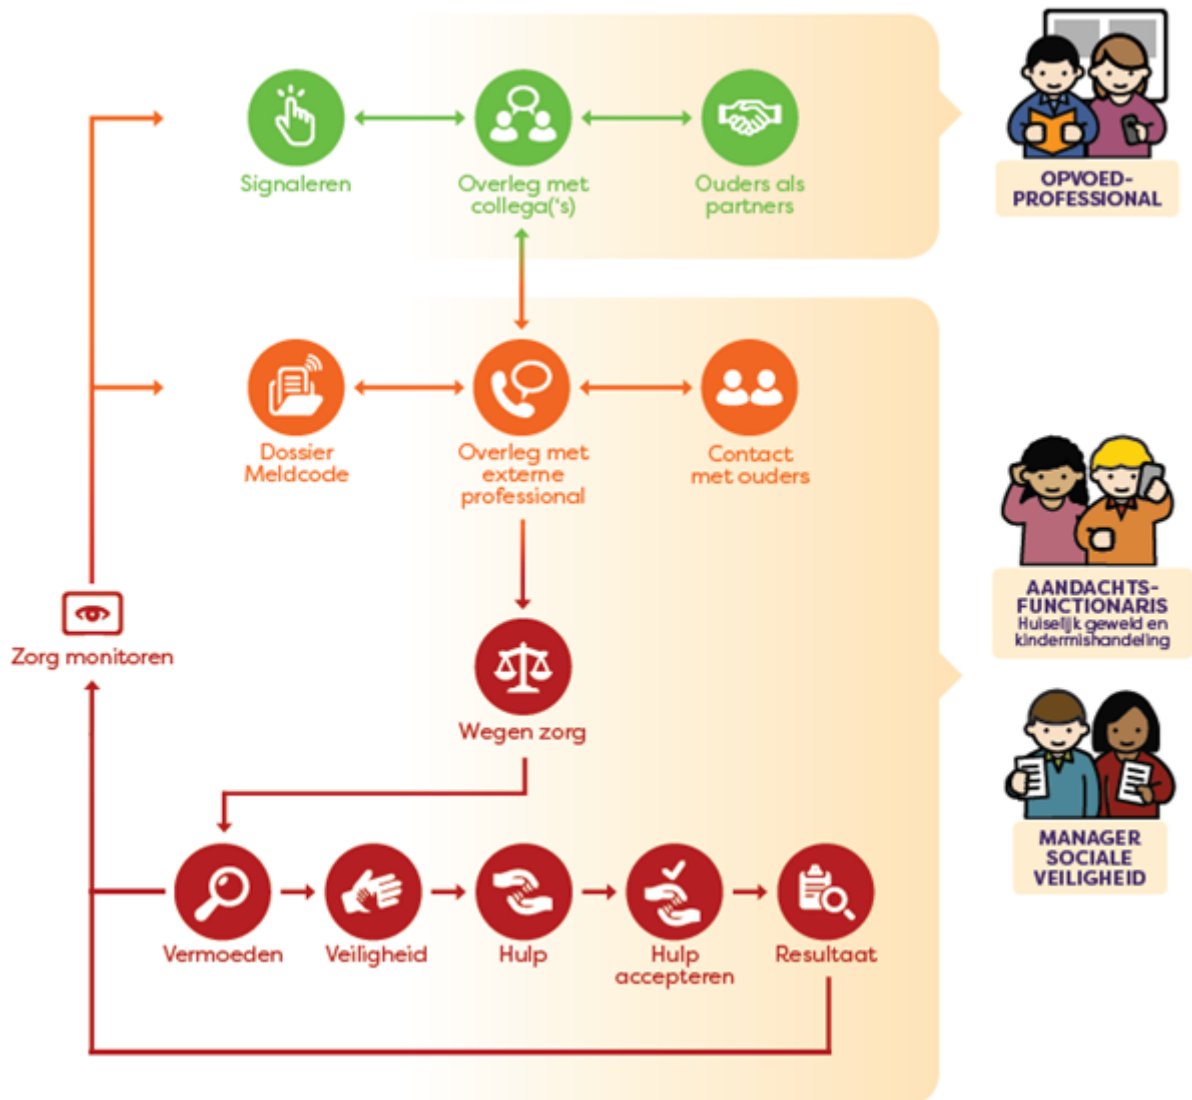 Signaleren
Overleg met
collega('s)
Ouders als
partners
OPVOED-
PROFESSIONAL
Dossier
Meldcode
Overleg met
externe
professional
Contact
met ouders
AANDACHTS-
FUNCTIONARIS
Huiselijk geweld en
kindermishandeling
Zorg monitoren
Wegen zorg
MANAGER
SOCIALE
VEILIGHEID
Vermoeden
Veiligheid
Hulp
Hulp
accepteren
Resultaat